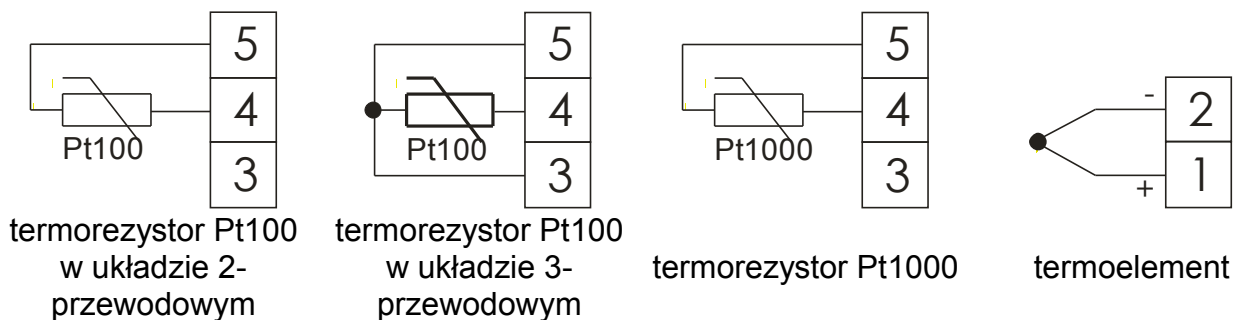 5
4
3
Pt100
termorezystor Pt100
w układzie 2-
przewodowym
5
4
3
Pt100
termorezystor Pt100
w układzie 3-
przewodowym
5
4
3
Pt1000
termorezystor Pt1000
-
2
+
1
termoelement